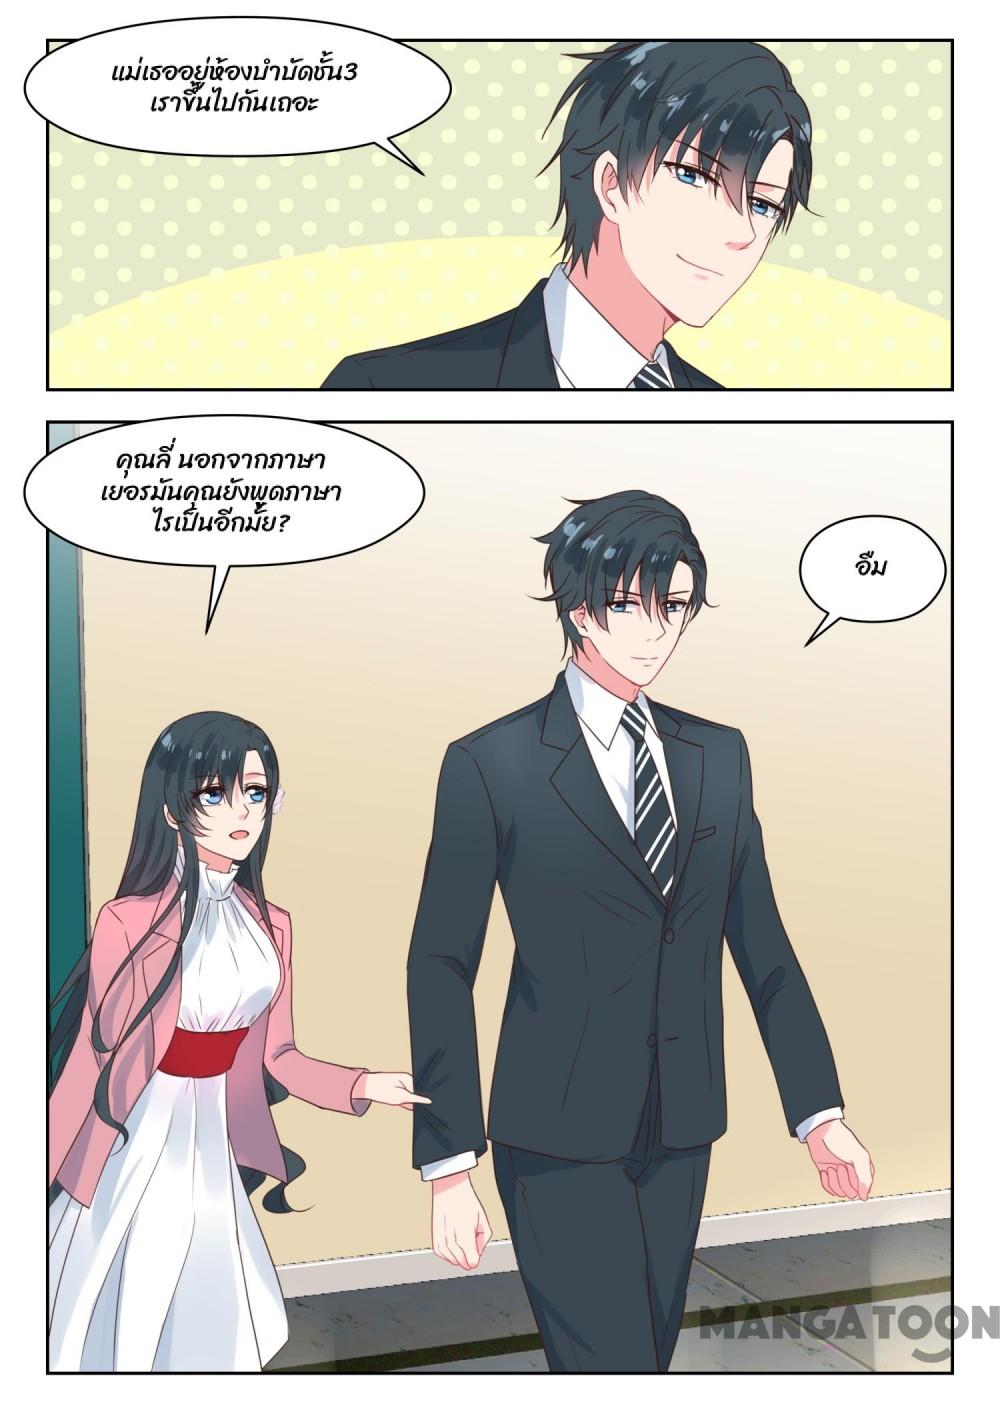 แม่เธออยู่ห้องบำบัดชั้น3
เราขึ้นไปกันเถอะ
คุณลี่ นอกจากภาษา
เยอรมันคุณยังพูดภาษา
ไรเป็นอีกมั้ย?
อืม
MANGATOON